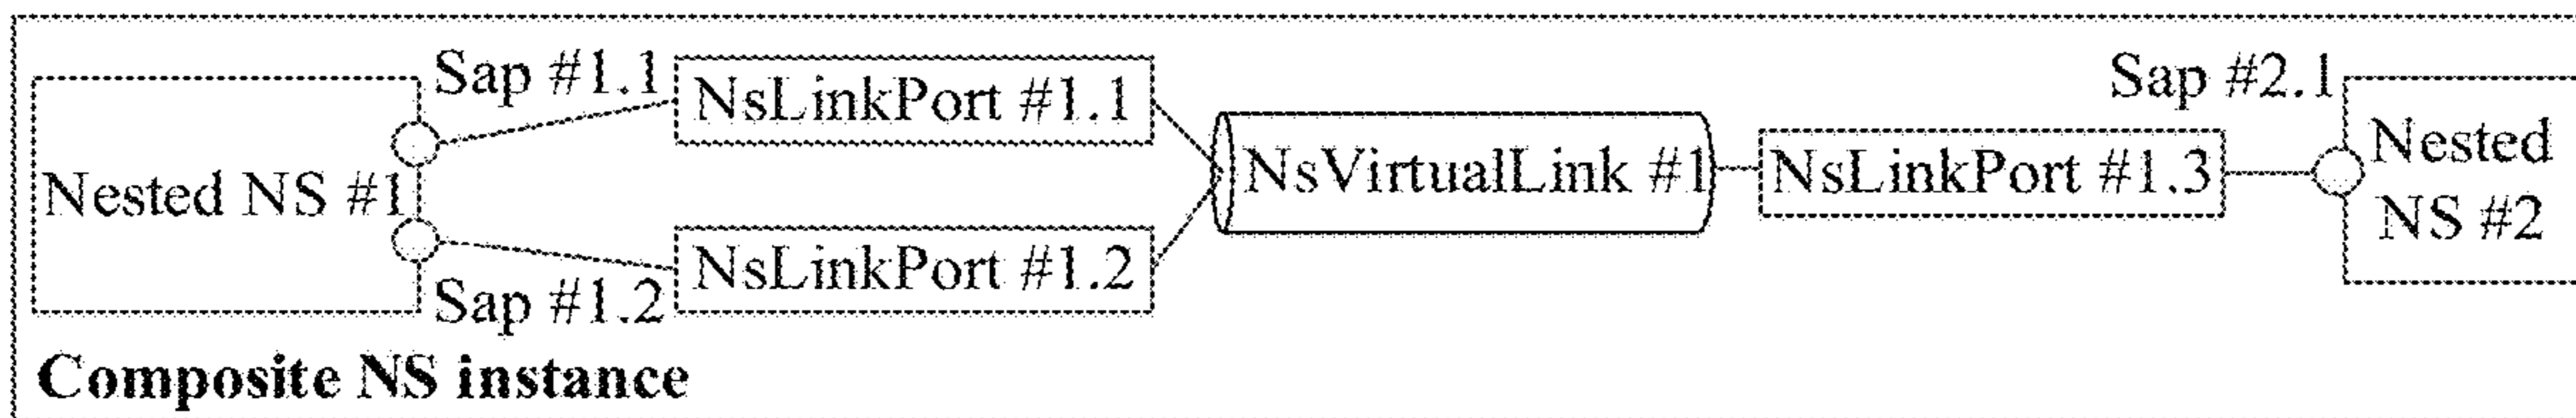 Sap #1.1
NsLinkPort #1.1
Sap #2.1
Nested NS #1
NsVirtualLink #1
NsLinkPort #1.3
Nested
NS #2
NsLinkPort #1.2
Sap #1.2
Composite NS instance